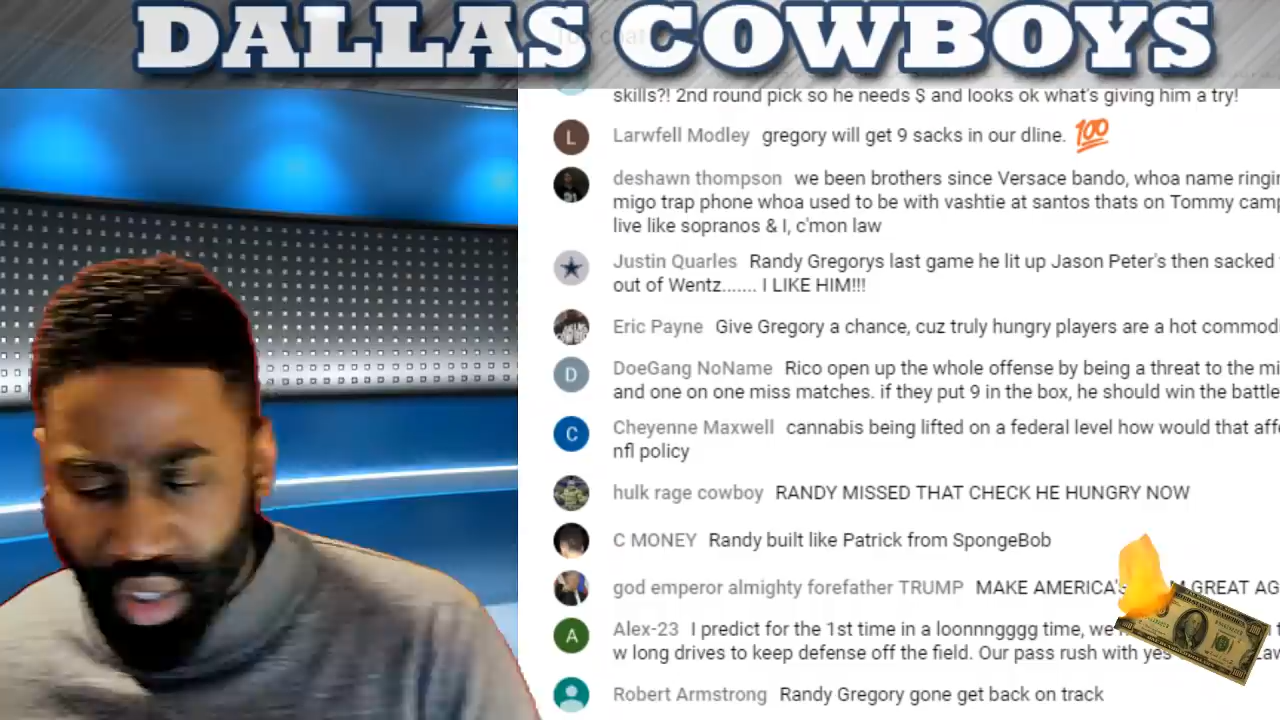 DALLAS COWBOYS
skills?! 2nd round pick so he needs $ and looks ok what's giving him a try!
L Larwfell Modley gregory will get 9 sacks in our dline. 💯
deshawn thompson we been brothers since Versace bando, whoa name ringin
migo trap phone whoa used to be with vashtie at santos thats on Tommy camp
live like sopranos & I, c'mon law
Justin Quarles Randy Gregorys last game he lit up Jason Peter's then sacked
out of Wentz....... I LIKE HIM!!!
Eric Payne Give Gregory a chance, cuz truly hungry players are a hot commod
D DoeGang NoName Rico open up the whole offense by being a threat to the mi
and one on one miss matches. if they put 9 in the box, he should win the battle
C Cheyenne Maxwell cannabis being lifted on a federal level how would that affe
nfl policy
hulk rage cowboy RANDY MISSED THAT CHECK HE HUNGRY NOW
C MONEY Randy built like Patrick from SpongeBob
god emperor almighty forefather TRUMP MAKE AMERICA'S GREAT AG
A Alex-23 I predict for the 1st time in a loonnngggg time, we
w long drives to keep defense off the field. Our pass rush with yes
Robert Armstrong Randy Gregory gone get back on track